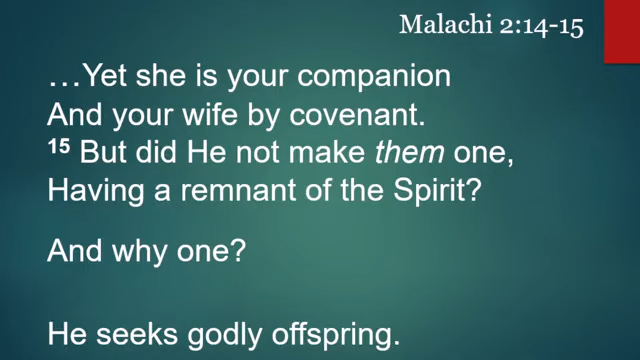 Malachi 2:14-15
…Yet she is your companion
And your wife by covenant.
15 But did He not make them one,
Having a remnant of the Spirit?
And why one?
He seeks godly offspring.